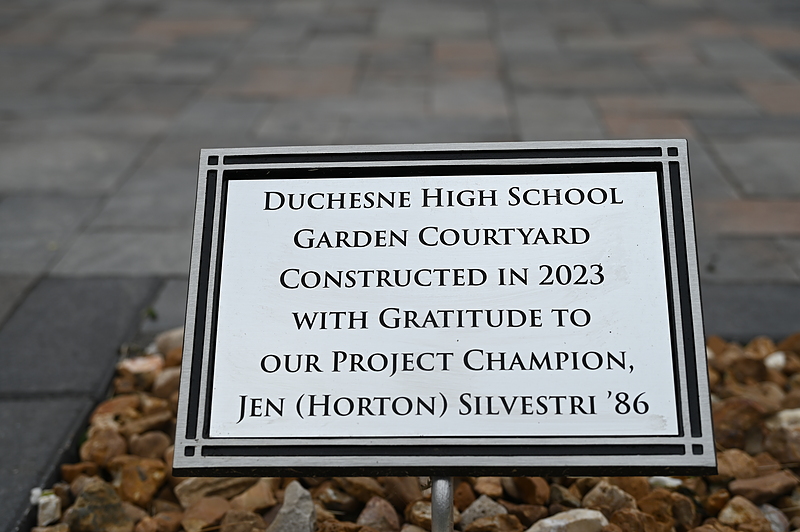 Duchesne High School
Garden Courtyard
Constructed in 2023
with Gratitude to
our Project Champion,
Jen (Horton) Silvestri '86